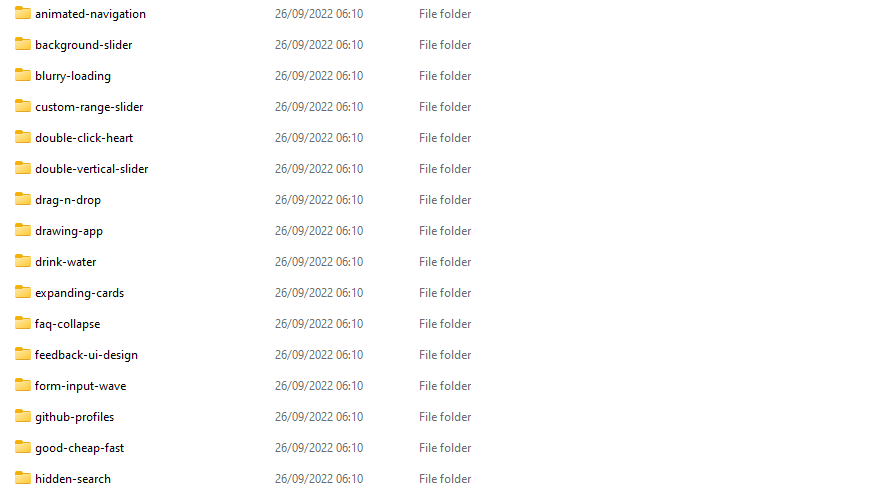 animated-navigation 26/09/2022 06:10 File folder
background-slider 26/09/2022 06:10 File folder
blurry-loading 26/09/2022 06:10 File folder
custom-range-slider 26/09/2022 06:10 File folder
double-click-heart 26/09/2022 06:10 File folder
double-vertical-slider 26/09/2022 06:10 File folder
drag-n-drop 26/09/2022 06:10 File folder
drawing-app 26/09/2022 06:10 File folder
drink-water 26/09/2022 06:10 File folder
expanding-cards 26/09/2022 06:10 File folder
faq-collapse 26/09/2022 06:10 File folder
feedback-ui-design 26/09/2022 06:10 File folder
form-input-wave 26/09/2022 06:10 File folder
github-profiles 26/09/2022 06:10 File folder
good-cheap-fast 26/09/2022 06:10 File folder
hidden-search 26/09/2022 06:10 File folder